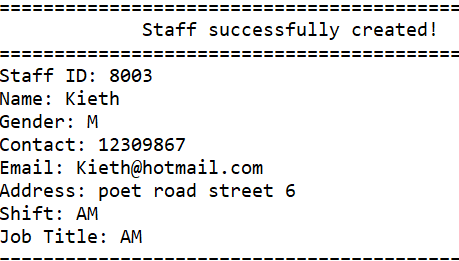 ==========================================
Staff successfully created!
==========================================
Staff ID: 8003
Name: Kieth
Gender: M
Contact: 12309867
Email: Kieth@hotmail.com
Address: poet road street 6
Shift: AM
Job Title: AM
------------------------------------------